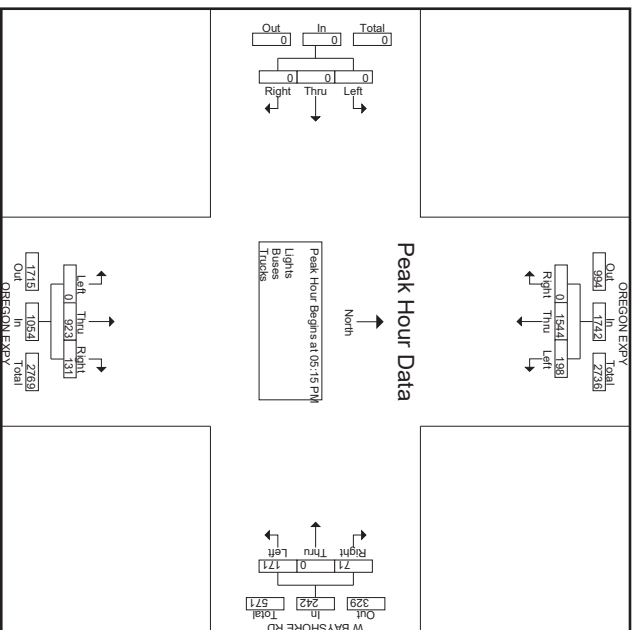 Out In Total
0 0 0
0 0 0
Right Thru Left
Peak Hour Data
North
Peak Hour Begins at 05:15 PM
Lights
Buses
Trucks
OREGON EXPY
Out In Total
994 1742 2736
0 1544 198
Right Thru Left
Left Thru Right
0 923 131
1715 1054 2769
Out In Total
OREGON EXPY
Right Thru Left
71 0 171
329 242 571
Out In Total
W BAYSHORE RD